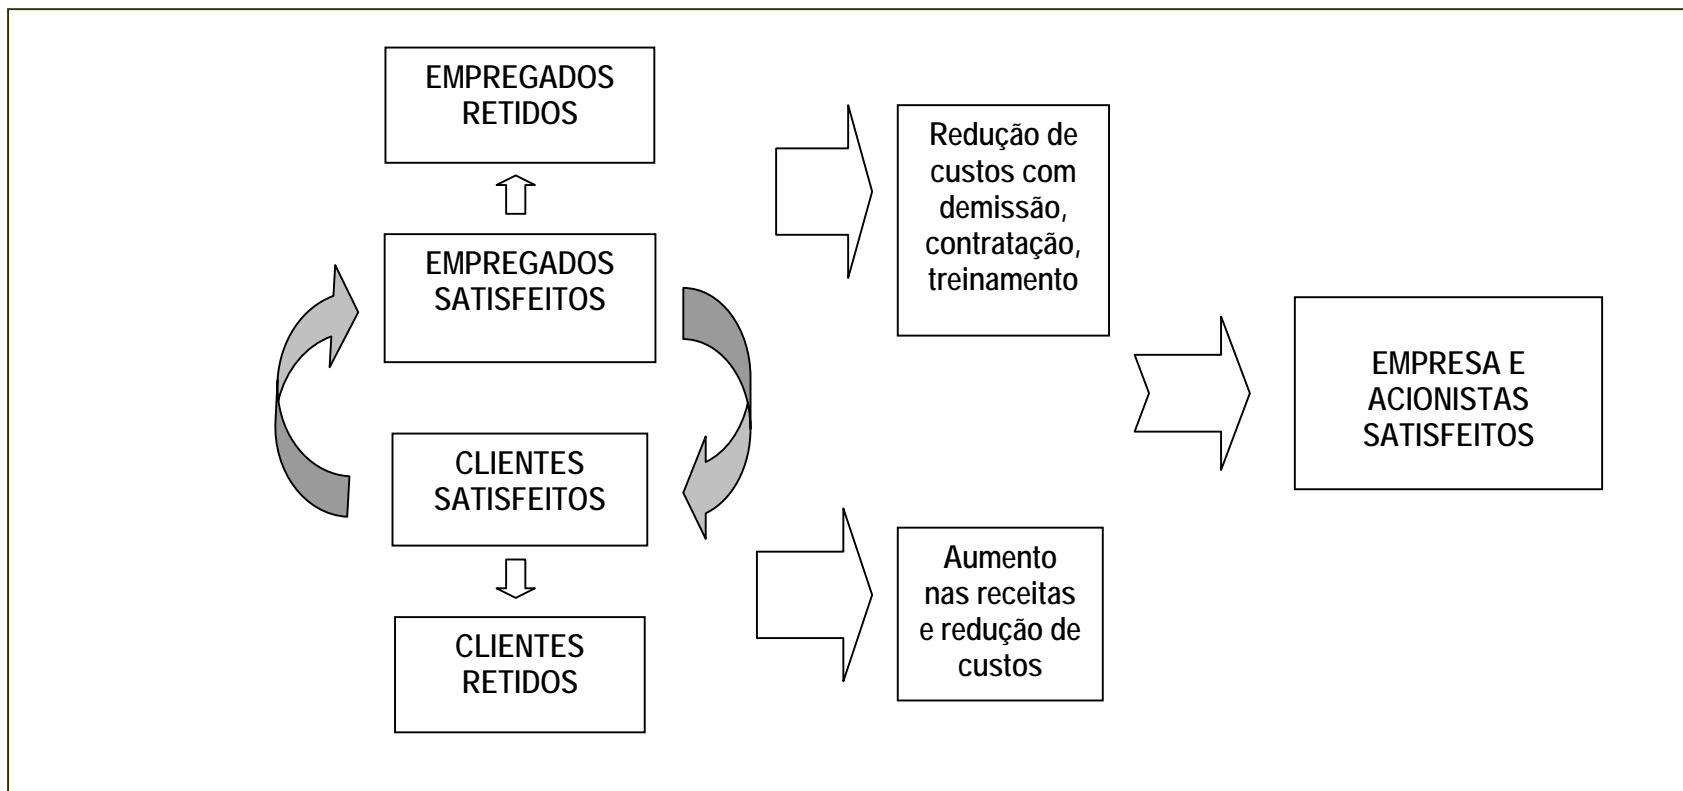 EMPREGADOS
RETIDOS
EMPREGADOS
SATISFEITOS
CLIENTES
SATISFEITOS
CLIENTES
RETIDOS
Redução de
custos com
demissão,
contratação,
treinamento
Aumento
nas receitas
e redução de
custos
EMPRESA E
ACIONISTAS
SATISFEITOS